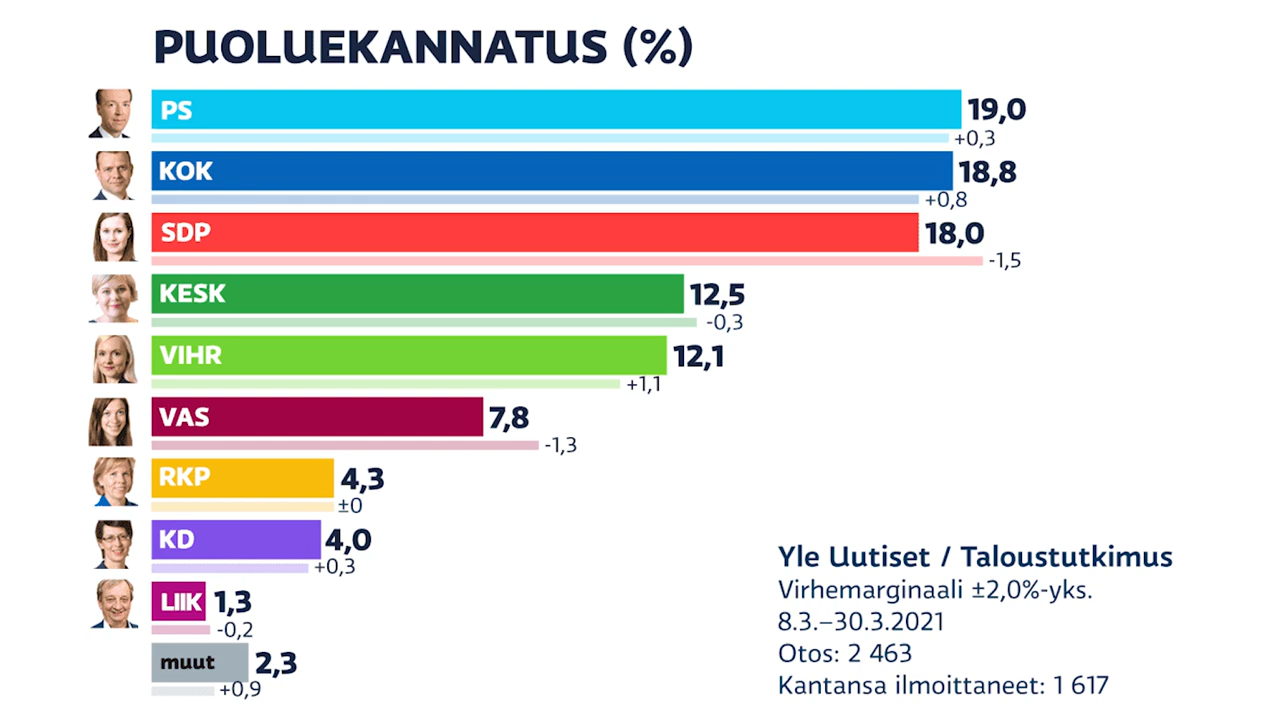 PUOLUEKANNATUS (%)
PS 19,0
+0,3
KOK 18,8
+0,8
SDP 18,0
-1,5
KESK 12,5
-0,3
VIHR 12,1
+1,1
VAS 7,8
-1,3
RKP 4,3
±0
KD 4,0
+0,3
LIIK 1,3
-0,2
muut 2,3
+0,9
Yle Uutiset / Taloustutkimus
Virhemarginaali ±2,0%-yks.
8.3.–30.3.2021
Otos: 2 463
Kantansa ilmoittaneet: 1 617